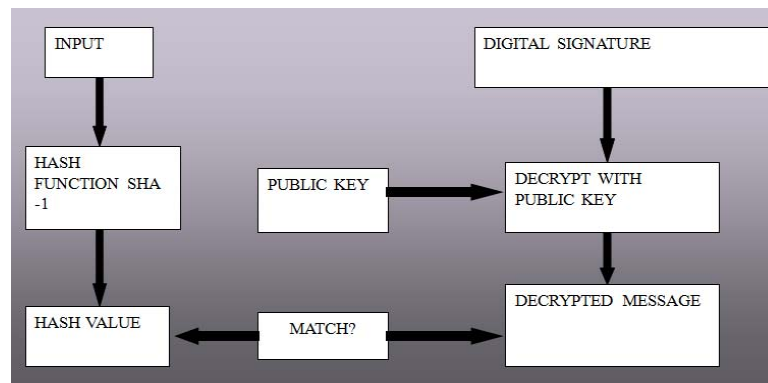 INPUT
DIGITAL SIGNATURE
HASH
FUNCTION SHA
-1
PUBLIC KEY
DECRYPT WITH
PUBLIC KEY
HASH VALUE
MATCH?
DECRYPTED MESSAGE